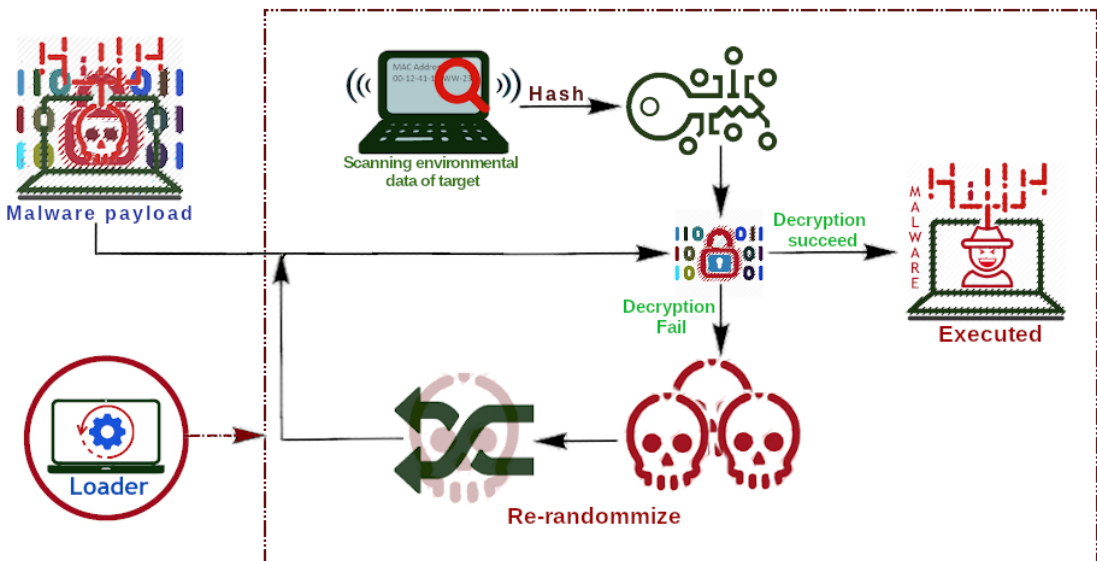 MAC Addre
00-12-41-1
WW-23
Hash
Scanning environmental
data of target
Malware payload
Decryption
succeed
MALWARE
Decryption
Fail
Executed
Loader
Re-randommize